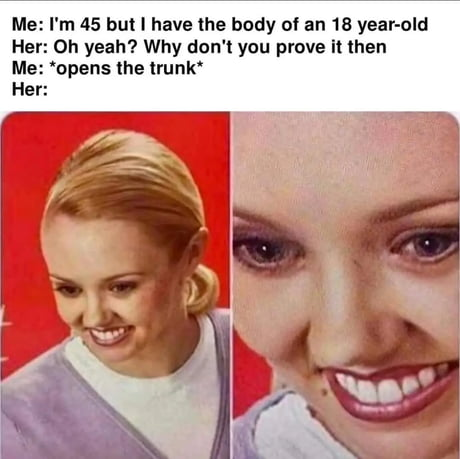 Me: I'm 45 but I have the body of an 18 year-old
Her: Oh yeah? Why don't you prove it then
Me: *opens the trunk*
Her: